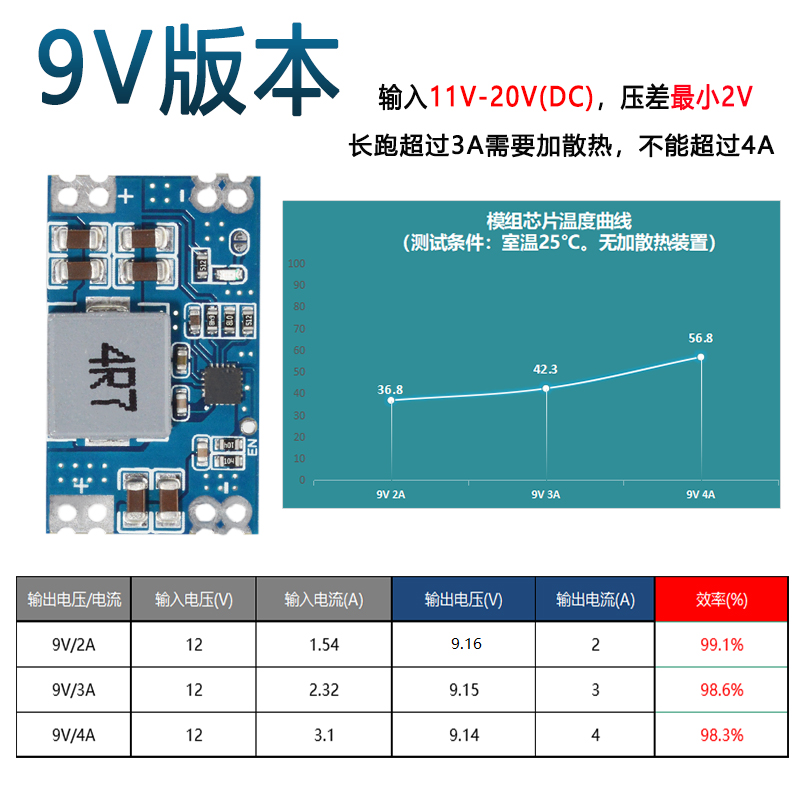 9V版本
输入11V-20V(DC)，压差最小2V
长跑超过3A需要加散热，不能超过4A
模组芯片温度曲线
（测试条件：室温25℃。无加散热装置）
100
90
80
70
60
50
40
30
20
10
0
36.8
42.3
56.8
9V 2A
9V 3A
9V 4A
+ -
512
512
4R7
EN
+ -
输出电压/电流 输入电压(V) 输入电流(A) 输出电压(V) 输出电流(A) 效率(%)
9V/2A 12 1.54 9.16 2 99.1%
9V/3A 12 2.32 9.15 3 98.6%
9V/4A 12 3.1 9.14 4 98.3%